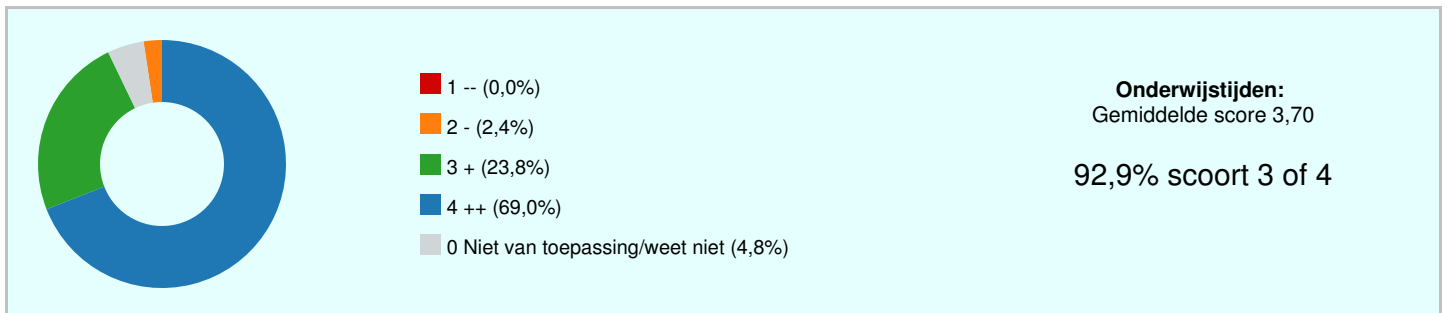 1 -- (0,0%)
2 - (2,4%)
3 + (23,8%)
4 ++ (69,0%)
0 Niet van toepassing/weet niet (4,8%)
Onderwijstijden:
Gemiddelde score 3,70
92,9% scoort 3 of 4